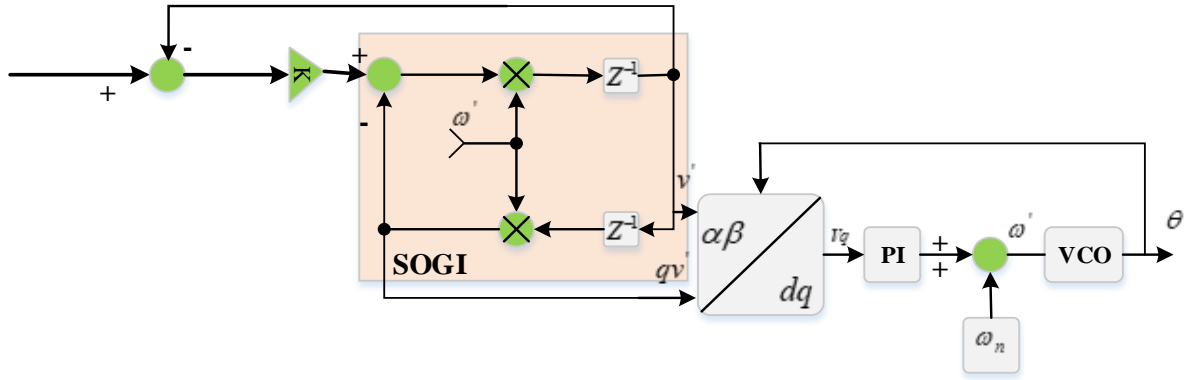 -
+
K
+
-
Z⁻¹
ω'
v'
Z⁻¹
SOGI
qv'
αβ
dq
vq
PI
+
+
ω'
VCO
θ
ωn